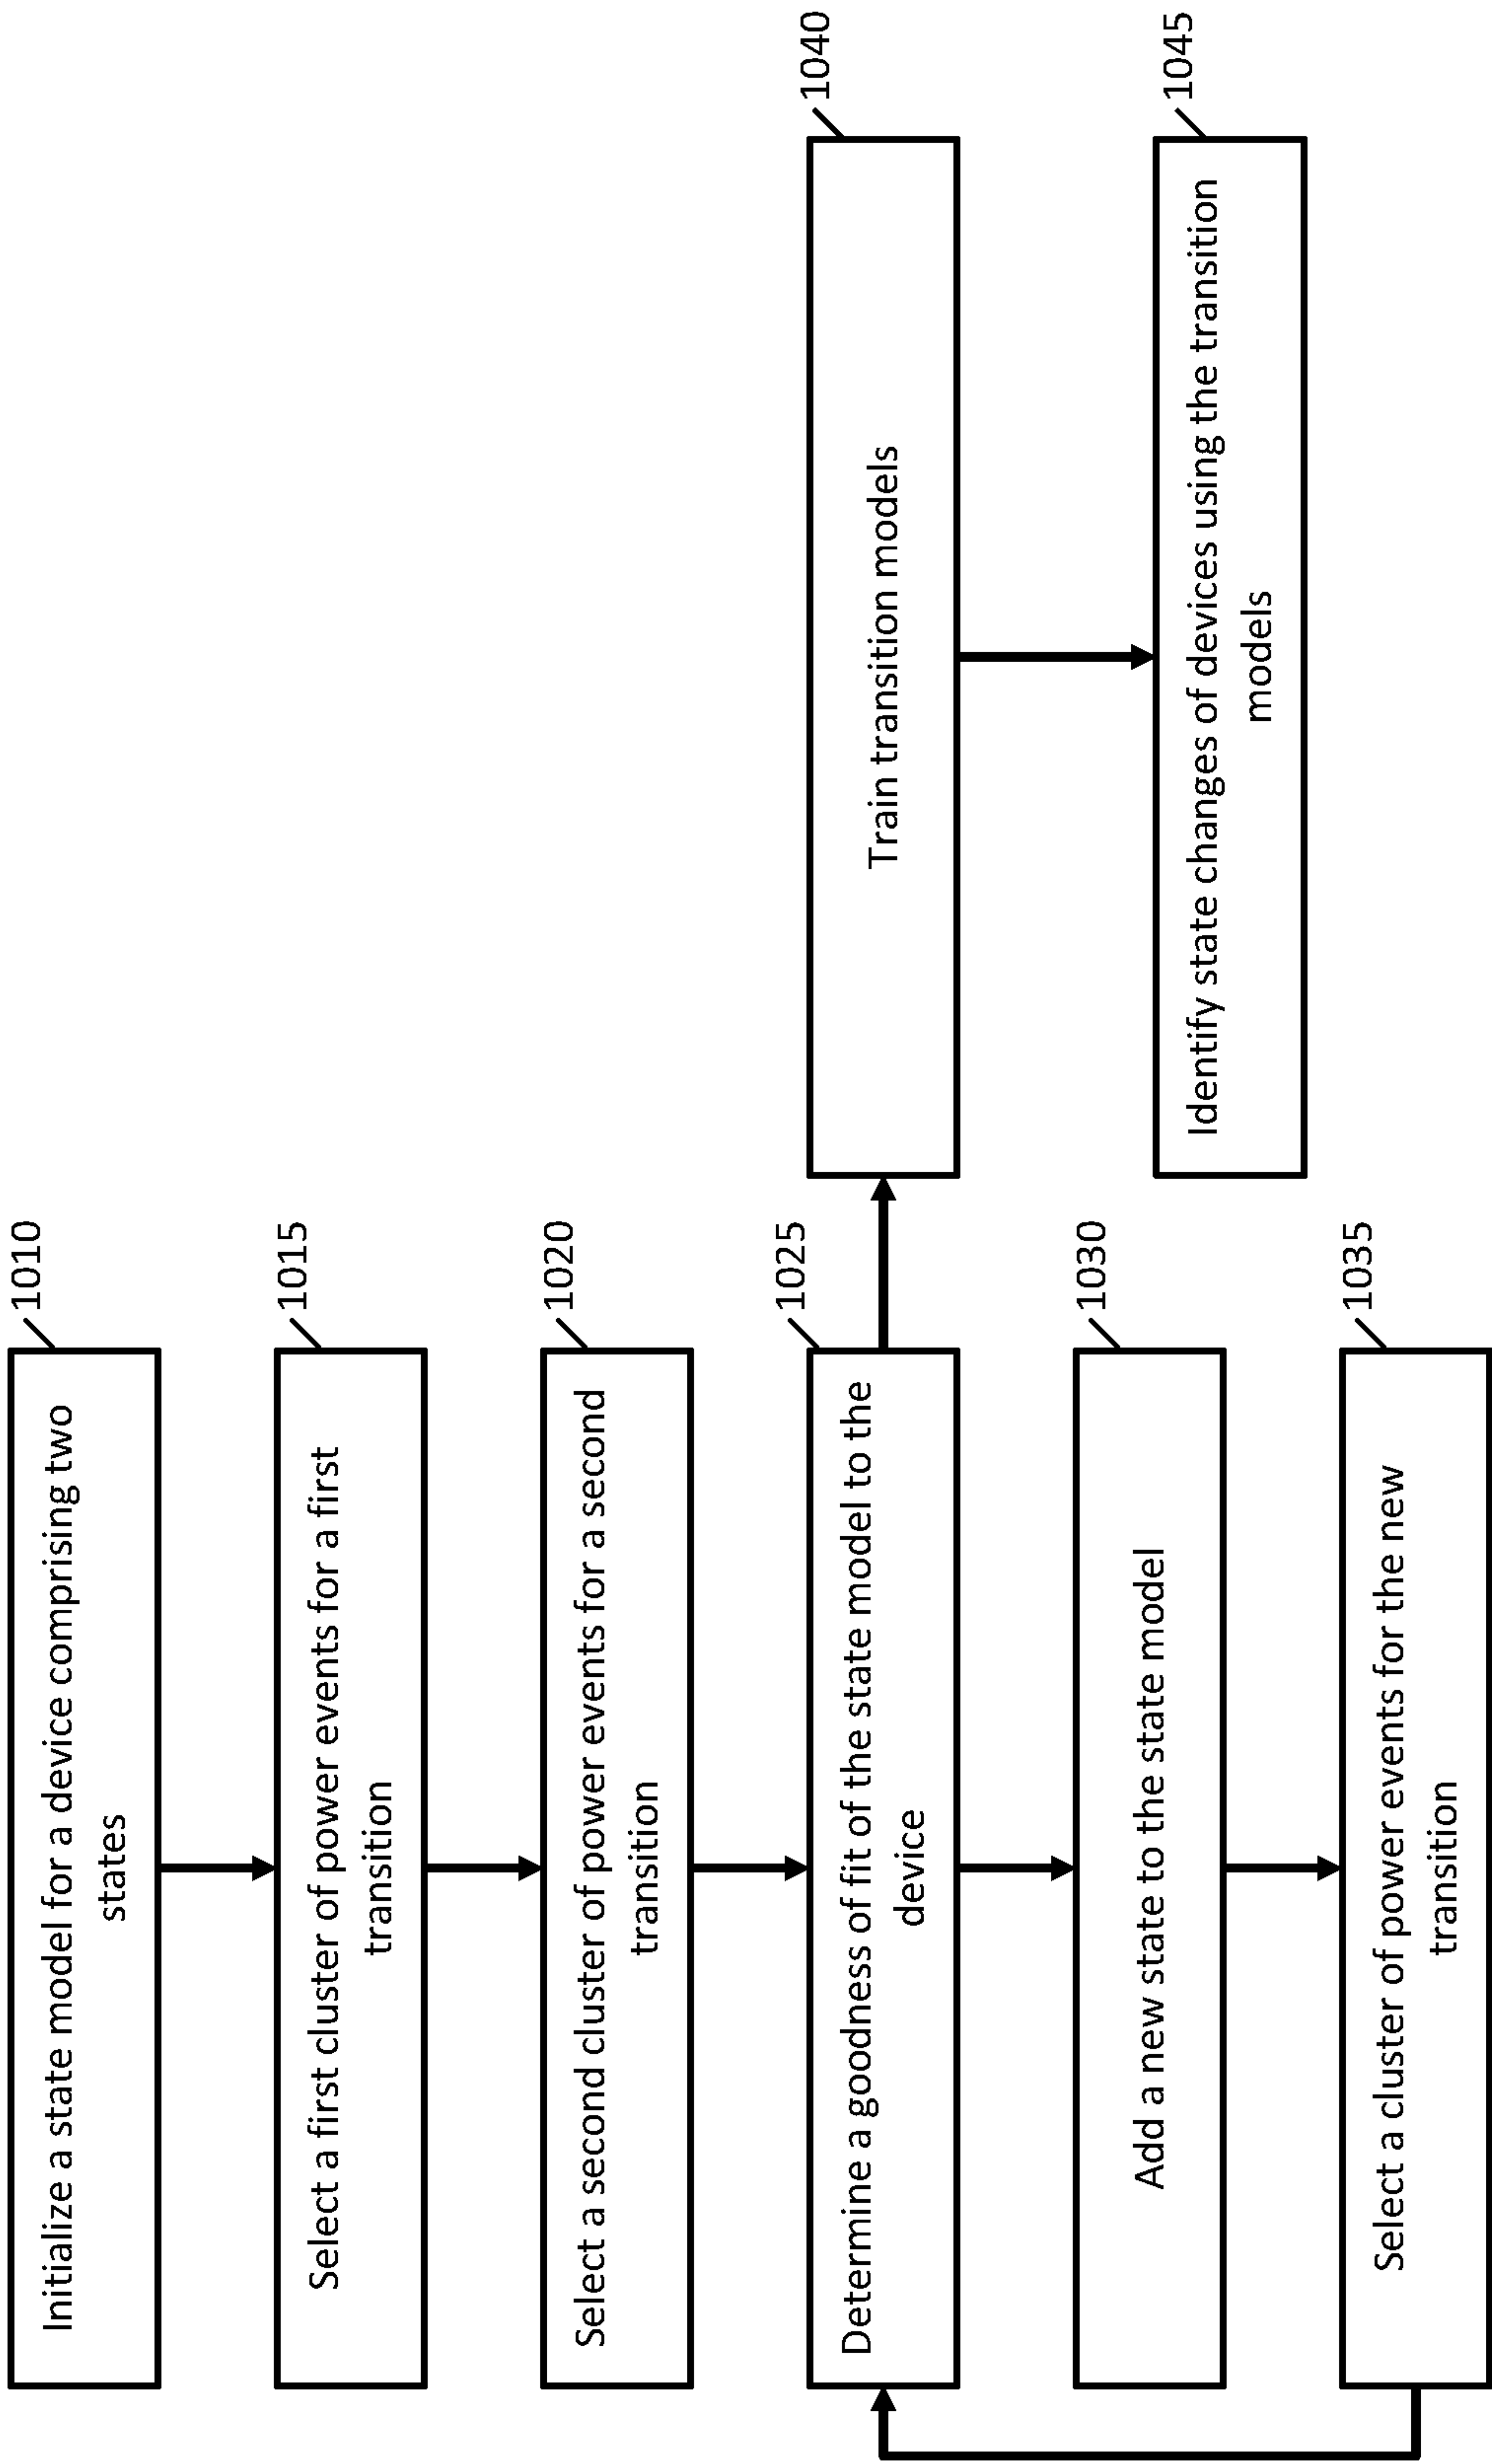 1010
Initialize a state model for a device comprising two
states
1015
Select a first cluster of power events for a first
transition
1020
Select a second cluster of power events for a second
transition
1025
Determine a goodness of fit of the state model to the
device
1030
Add a new state to the state model
1035
Select a cluster of power events for the new
transition
1040
Train transition models
1045
Identify state changes of devices using the transition
models